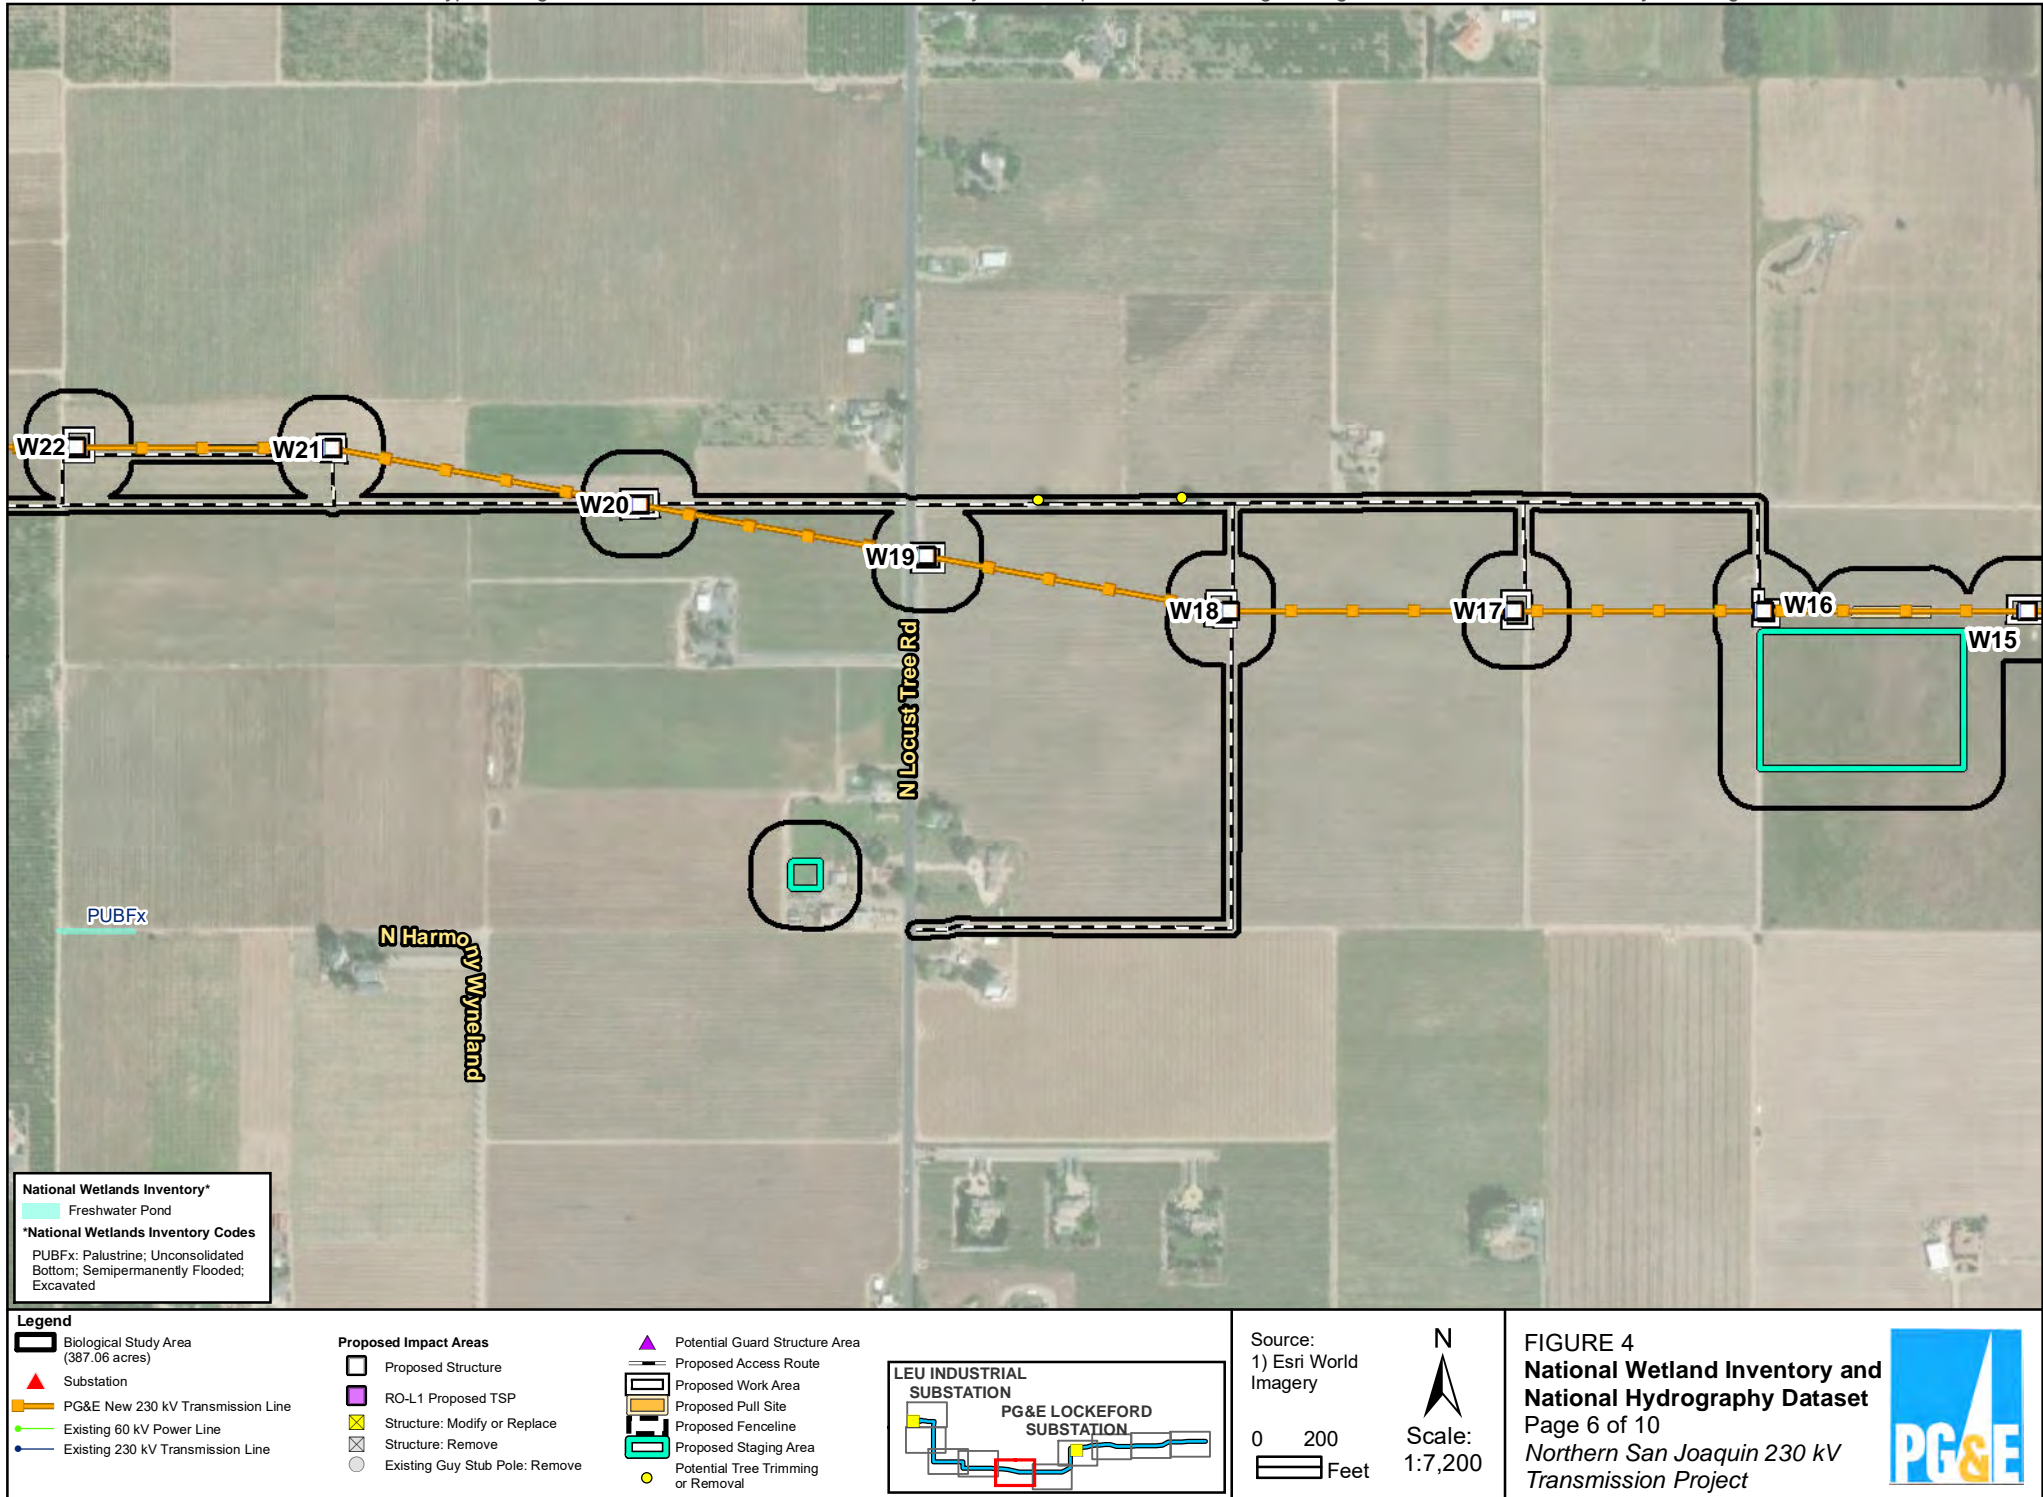 W22
W21
W20
W19
W18
W17
W16
W15
N Locust Tree Rd
PUBFx
N Harmony Wyneland
National Wetlands Inventory*
Freshwater Pond
*National Wetlands Inventory Codes
PUBFx: Palustrine; Unconsolidated
Bottom; Semipermanently Flooded;
Excavated
Legend
Biological Study Area
(387.06 acres)
Substation
PG&E New 230 kV Transmission Line
Existing 60 kV Power Line
Existing 230 kV Transmission Line
Proposed Impact Areas
Proposed Structure
RO-L1 Proposed TSP
Structure: Modify or Replace
Structure: Remove
Existing Guy Stub Pole: Remove
Potential Guard Structure Area
Proposed Access Route
Proposed Work Area
Proposed Pull Site
Proposed Fenceline
Proposed Staging Area
Potential Tree Trimming
or Removal
LEU INDUSTRIAL
SUBSTATION
PG&E LOCKEFORD
SUBSTATION
Source:
1) Esri World
Imagery
0 200
Feet
N
Scale:
1:7,200
FIGURE 4
National Wetland Inventory and
National Hydrography Dataset
Page 6 of 10
Northern San Joaquin 230 kV
Transmission Project
PG&E